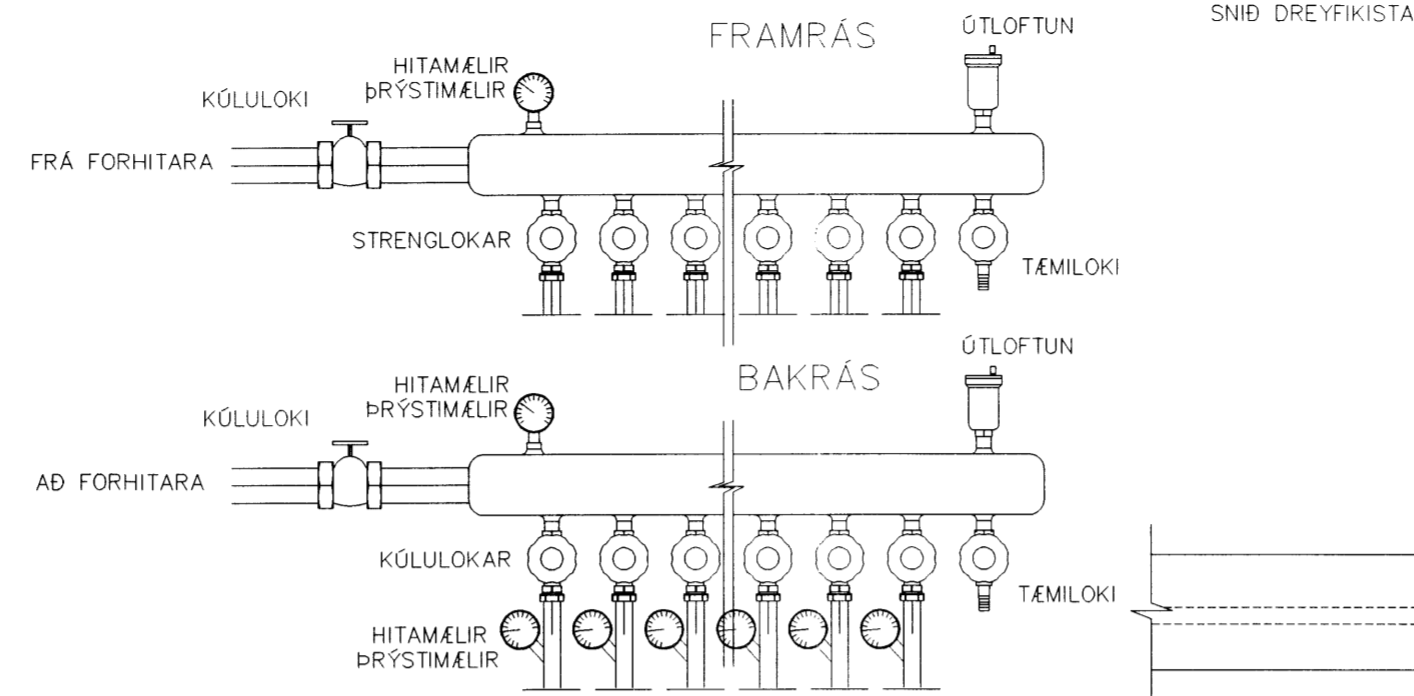 SNIÐ DREYFIKISTA
FRAMRÁS
ÚTLOFTUN
HITAMÆLIR
ÞRÝSTIMÆLIR
KÚLULOKI
FRÁ FORHITARA
STRENGLOKAR
TÆMILOKI
ÚTLOFTUN
BAKRÁS
HITAMÆLIR
ÞRÝSTIMÆLIR
KÚLULOKI
AÐ FORHITARA
KÚLULOKAR
TÆMILOKI
HITAMÆLIR
ÞRÝSTIMÆLIR